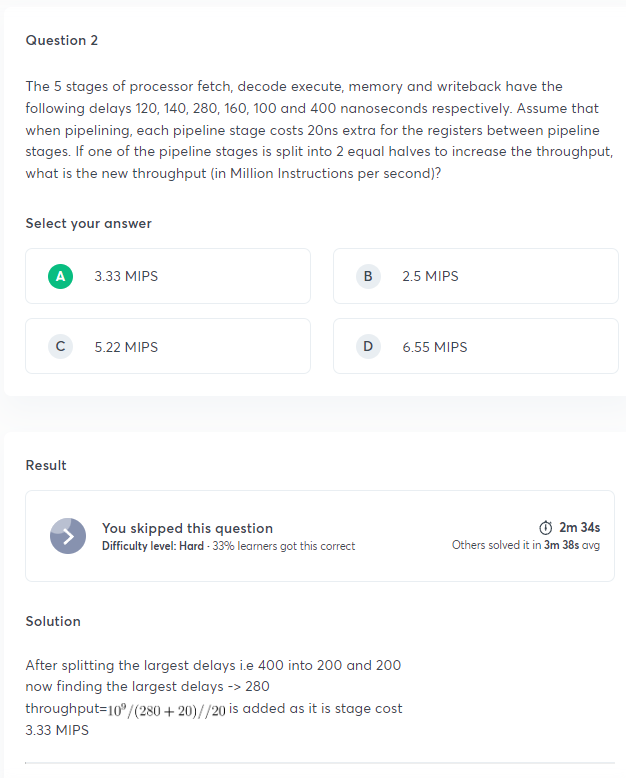 Question 2
The 5 stages of processor fetch, decode execute, memory and writeback have the
following delays 120, 140, 280, 160, 100 and 400 nanoseconds respectively. Assume that
when pipelining, each pipeline stage costs 20ns extra for the registers between pipeline
stages. If one of the pipeline stages is split into 2 equal halves to increase the throughput,
what is the new throughput (in Million Instructions per second)?
Select your answer
A 3.33 MIPS
B 2.5 MIPS
C 5.22 MIPS
D 6.55 MIPS
Result
You skipped this question
Difficulty level: Hard · 33% learners got this correct
2m 34s
Others solved it in 3m 38s avg
Solution
After splitting the largest delays i.e 400 into 200 and 200
now finding the largest delays -> 280
throughput=10⁹/(280 + 20)//20 is added as it is stage cost
3.33 MIPS